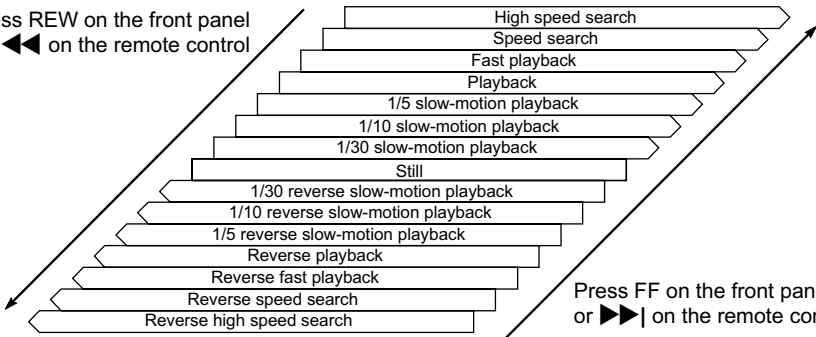 REW on the front panel
◀◀ on the remote control
High speed search
Speed search
Fast playback
Playback
1/5 slow-motion playback
1/10 slow-motion playback
1/30 slow-motion playback
Still
1/30 reverse slow-motion playback
1/10 reverse slow-motion playback
1/5 reverse slow-motion playback
Reverse playback
Reverse fast playback
Reverse speed search
Reverse high speed search
Press FF on the front
or ▶▶| on the remote